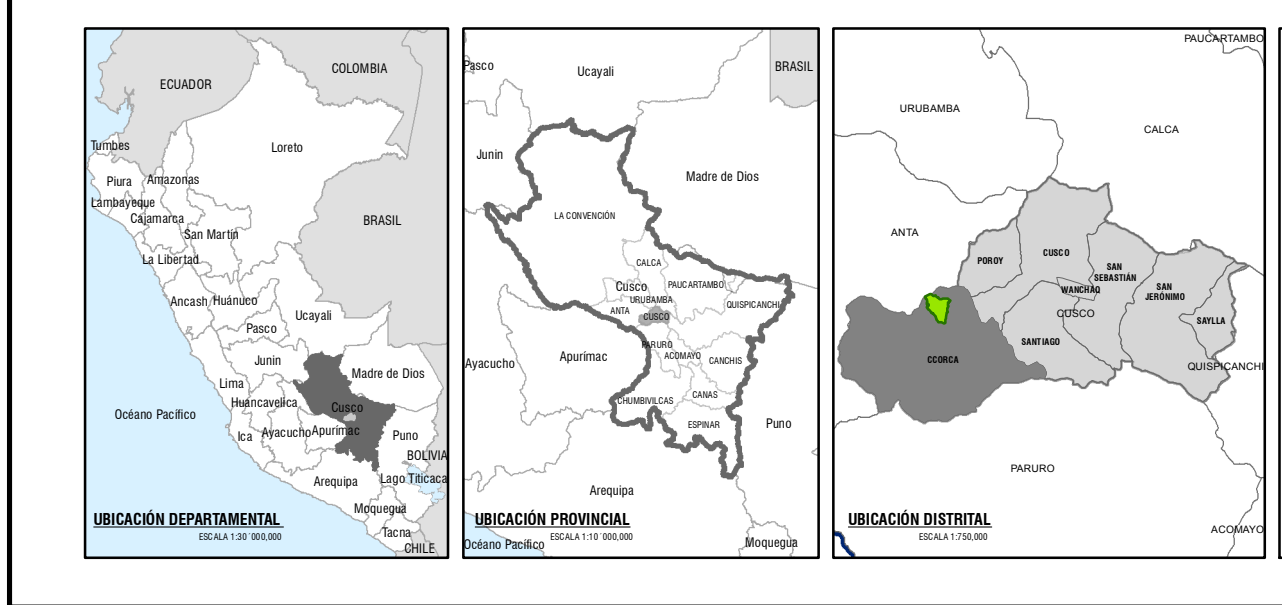 COLOMBIA
ECUADOR
Tumbes
Loreto
Piura
Amazonas
Lambayeque
Cajamarca
BRASIL
San Martín
La Libertad
Ancash
Huánuco
Ucayali
Pasco
Junin
Madre de Dios
Lima
Huancavelica
Cusco
Océano Pacífico
Ica
Ayacucho
Apurímac
Puno
BOLIVIA
Arequipa
Lago Titicaca
Moquegua
Tacna
CHILE
UBICACIÓN DEPARTAMENTAL
ESCALA 1:30´000,000
Pasco
Ucayali
BRASIL
Junin
Madre de Dios
LA CONVENCIÓN
CALCA
Cusco
PAUCARTAMBO
URUBAMBA
QUISPICANCHI
ANTA
CUSCO
PARURO
ACOMAYO
CANCHIS
Ayacucho
Apurímac
CHUMBIVILCAS
CANAS
ESPINAR
Puno
Arequipa
UBICACIÓN PROVINCIAL
ESCALA 1:10´000,000
Océano Pacífico
Moquegua
PAUCARTAMBO
URUBAMBA
CALCA
ANTA
POROY
CUSCO
SAN
SEBASTIÁN
WANCHAQ
SAN
JERÓNIMO
CUSCO
SAYLLA
SANTIAGO
CCORCA
QUISPICANCHI
PARURO
UBICACIÓN DISTRITAL
ESCALA 1:750,000
ACOMAYO